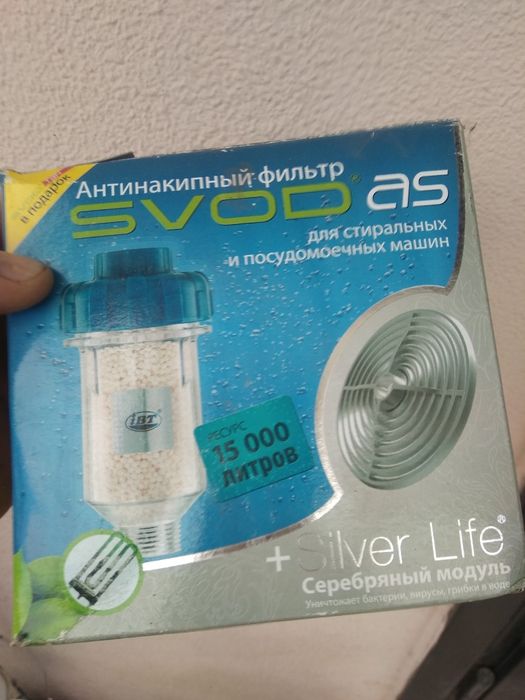 в подарок
Антинакипный фильтр
SVOD® as
для стиральных
и посудомоечных машин
iBT
РЕСУРС
15 000
литров
+ Silver Life®
Серебряный модуль
Уничтожает бактерии, вирусы, грибки в воде